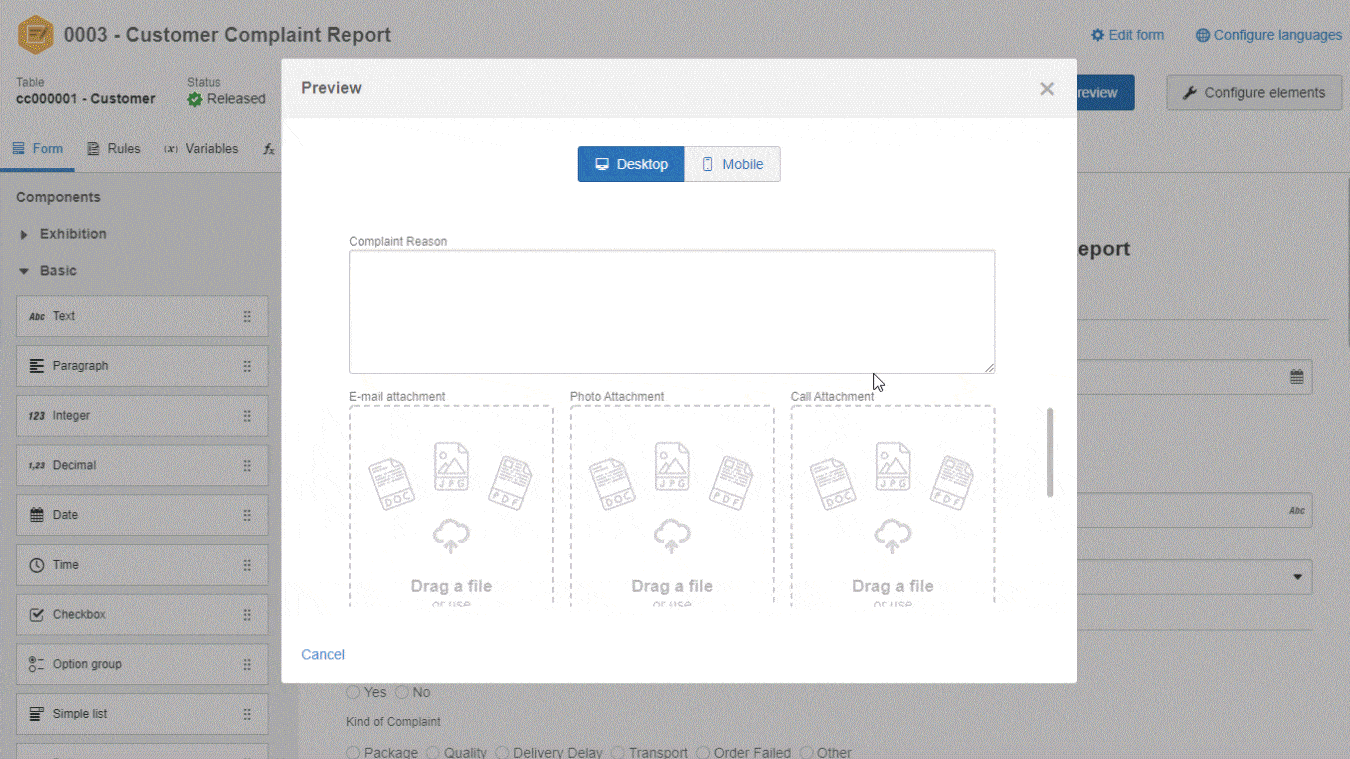 0003 - Customer Complaint Report
Edit form
Configure languages
Table
cc000001 - Customer
Status
Released
review
Configure elements
Form
Rules
(x)
Variables
fx
Preview
Desktop
Mobile
Components
Exhibition
Basic
Abc Text
Paragraph
123 Integer
1,23 Decimal
Date
Time
Checkbox
Option group
Simple list
eport
Abc
Complaint Reason
E-mail attachment
Photo Attachment
Call Attachment
DOC
JPG
PDF
DOC
JPG
PDF
DOC
JPG
PDF
Drag a file
Drag a file
Drag a file
or use
or use
or use
Cancel
Yes
No
Kind of Complaint
Package
Quality
Delivery Delay
Transport
Order Failed
Other